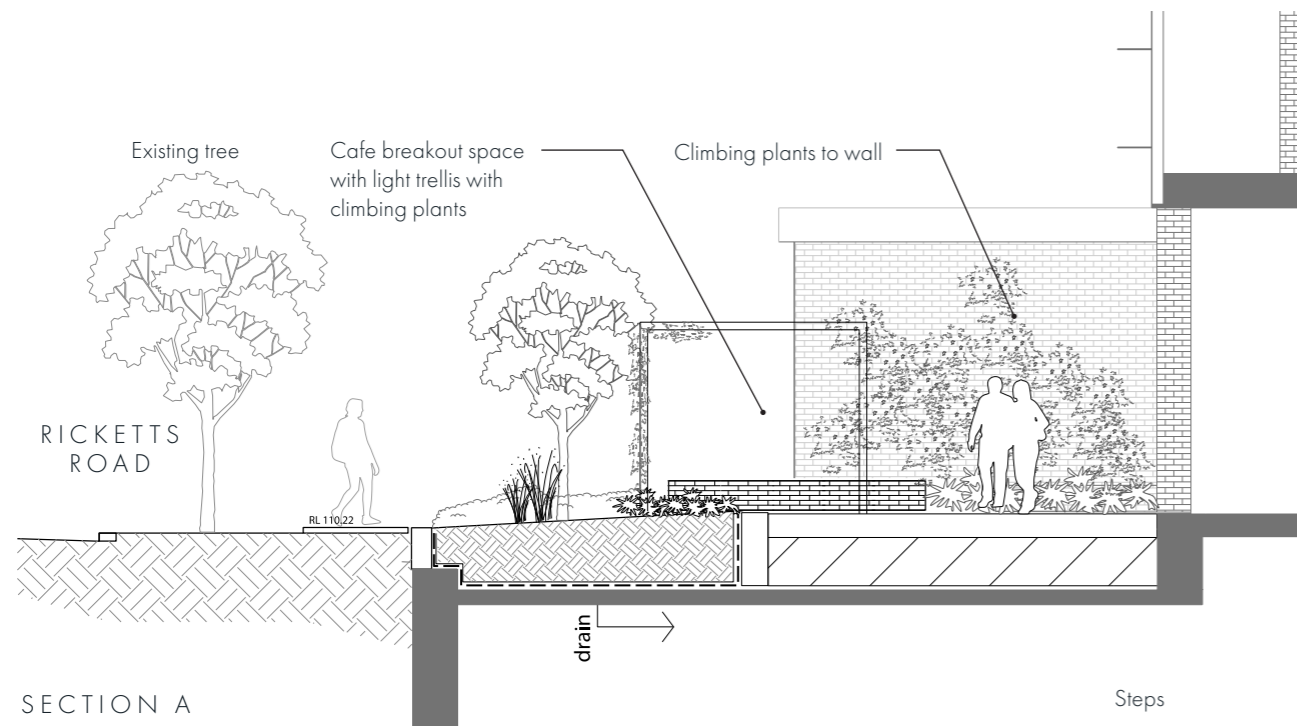 Existing tree
Cafe breakout space
with light trellis with
climbing plants
Climbing plants to wall
RICKETTS
ROAD
RL 110.22
drain
SECTION A
Steps